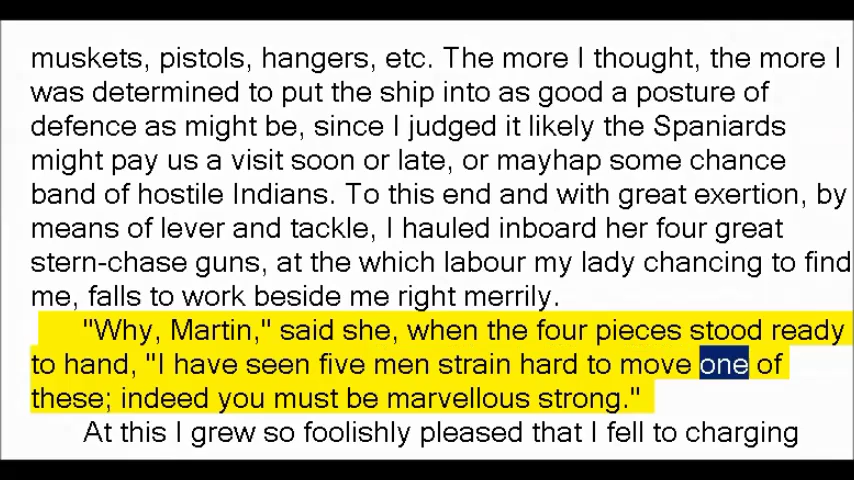 muskets, pistols, hangers, etc. The more I thought, the more I
was determined to put the ship into as good a posture of
defence as might be, since I judged it likely the Spaniards
might pay us a visit soon or late, or mayhap some chance
band of hostile Indians. To this end and with great exertion, by
means of lever and tackle, I hauled inboard her four great
stern-chase guns, at the which labour my lady chancing to find
me, falls to work beside me right merrily.
"Why, Martin," said she, when the four pieces stood ready
to hand, "I have seen five men strain hard to move one of
these; indeed you must be marvellous strong."
At this I grew so foolishly pleased that I fell to charging